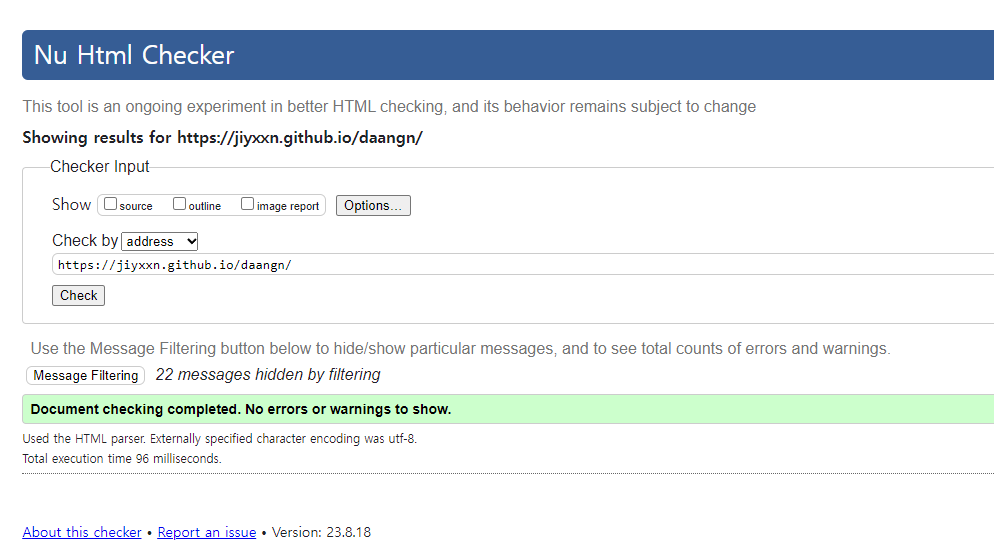 Nu Html Checker
This tool is an ongoing experiment in better HTML checking, and its behavior remains subject to change
Showing results for https://jiyxxn.github.io/daangn/
Checker Input
Show source outline image report Options...
Check by address
https://jiyxxn.github.io/daangn/
Check
Use the Message Filtering button below to hide/show particular messages, and to see total counts of errors and warnings.
Message Filtering 22 messages hidden by filtering
Document checking completed. No errors or warnings to show.
Used the HTML parser. Externally specified character encoding was utf-8.
Total execution time 96 milliseconds.
About this checker • Report an issue • Version: 23.8.18